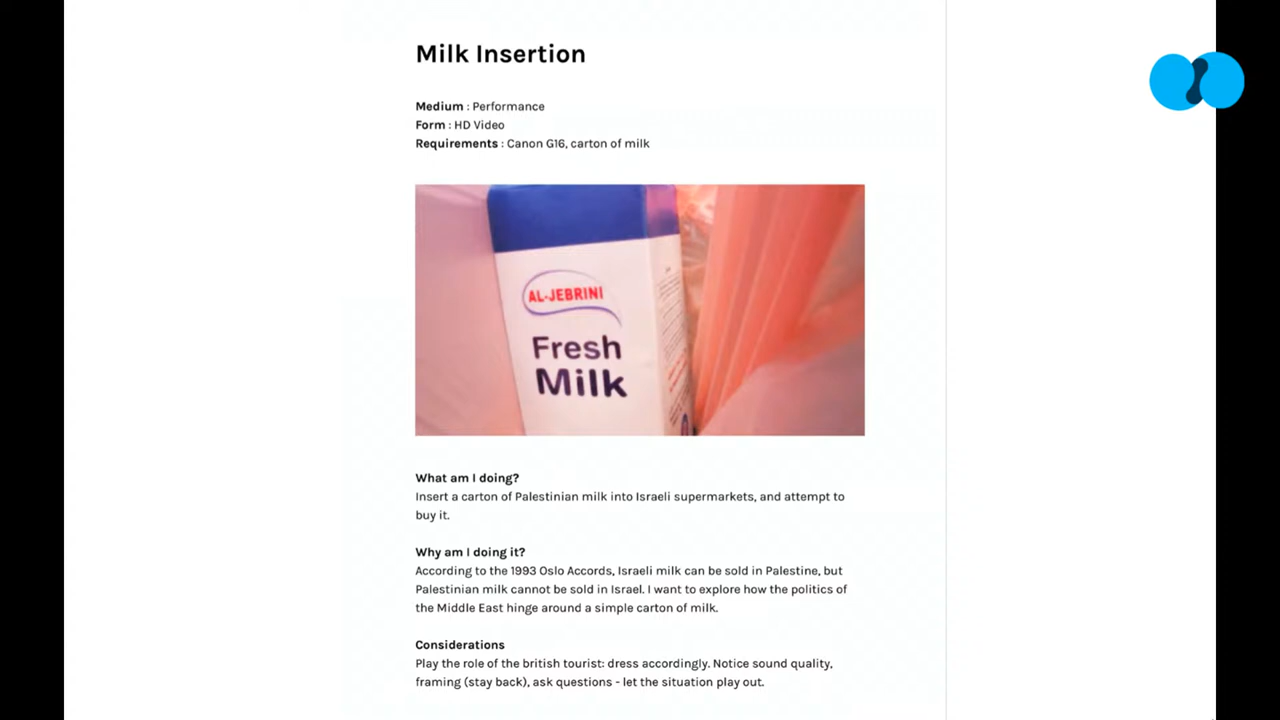 Milk Insertion
Medium : Performance
Form : HD Video
Requirements : Canon G16, carton of milk
AL-JEBRINI
Fresh
Milk
What am I doing?
Insert a carton of Palestinian milk into Israeli supermarkets, and attempt to
buy it.
Why am I doing it?
According to the 1993 Oslo Accords, Israeli milk can be sold in Palestine, but
Palestinian milk cannot be sold in Israel. I want to explore how the politics of
the Middle East hinge around a simple carton of milk.
Considerations
Play the role of the british tourist: dress accordingly. Notice sound quality,
framing (stay back), ask questions - let the situation play out.